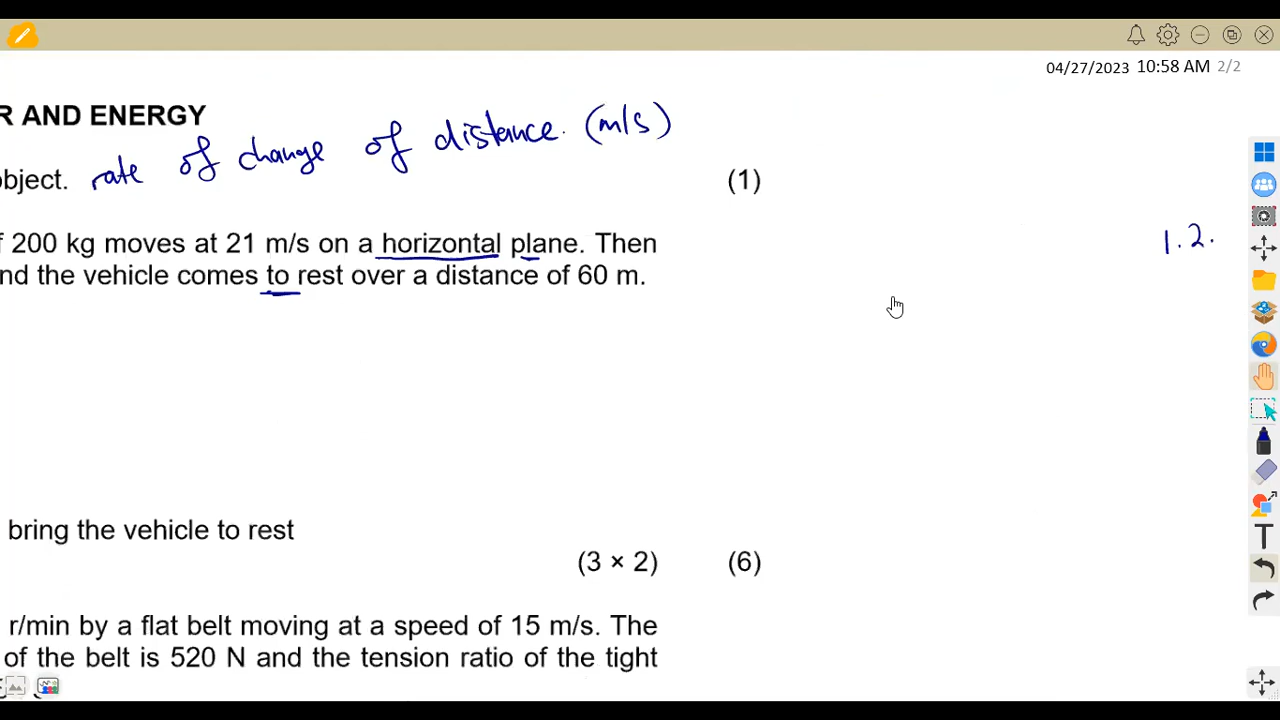 04/27/2023 10:58 AM 2/2
R AND ENERGY
rate of change of distance. (m/s)
object. (1)
f 200 kg moves at 21 m/s on a horizontal plane. Then
1.2.
nd the vehicle comes to rest over a distance of 60 m.
bring the vehicle to rest
(3 × 2) (6)
r/min by a flat belt moving at a speed of 15 m/s. The
of the belt is 520 N and the tension ratio of the tight
T